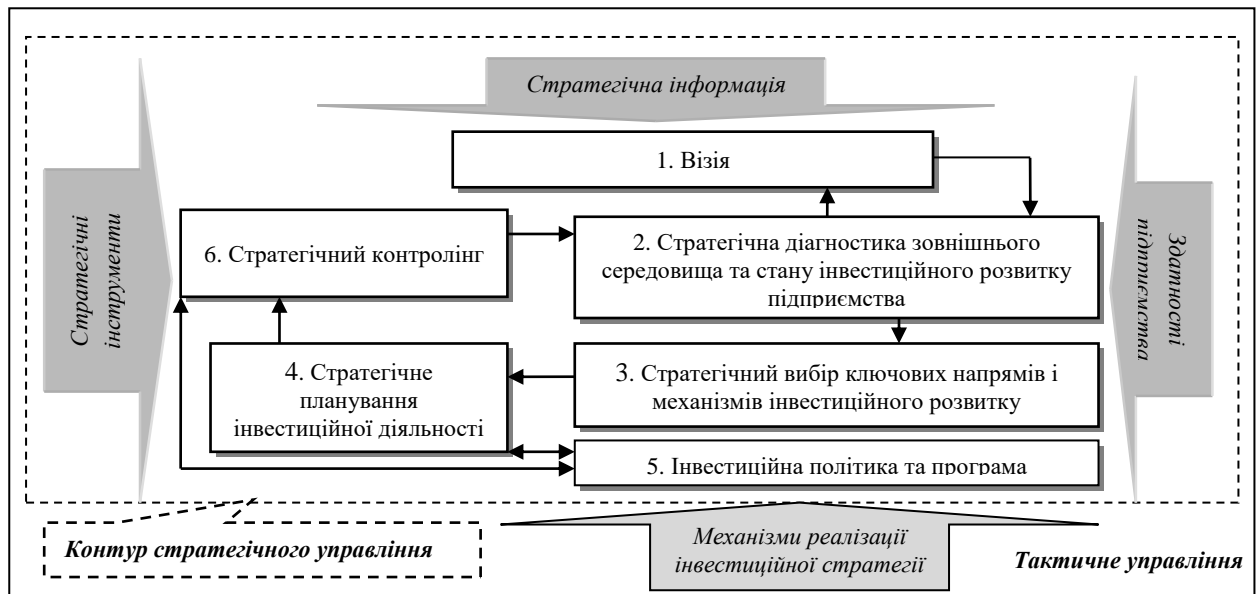 Стратегічна інформація
1. Візія
Стратегічні
інструменти
6. Стратегічний контролінг
2. Стратегічна діагностика зовнішнього
середовища та стану інвестиційного розвитку
підприємства
Здатності
підприємства
4. Стратегічне
планування
інвестиційної діяльності
3. Стратегічний вибір ключових напрямів і
механізмів інвестиційного розвитку
5. Інвестиційна політика та програма
Контур стратегічного управління
Механізми реалізації
інвестиційної стратегії
Тактичне управління